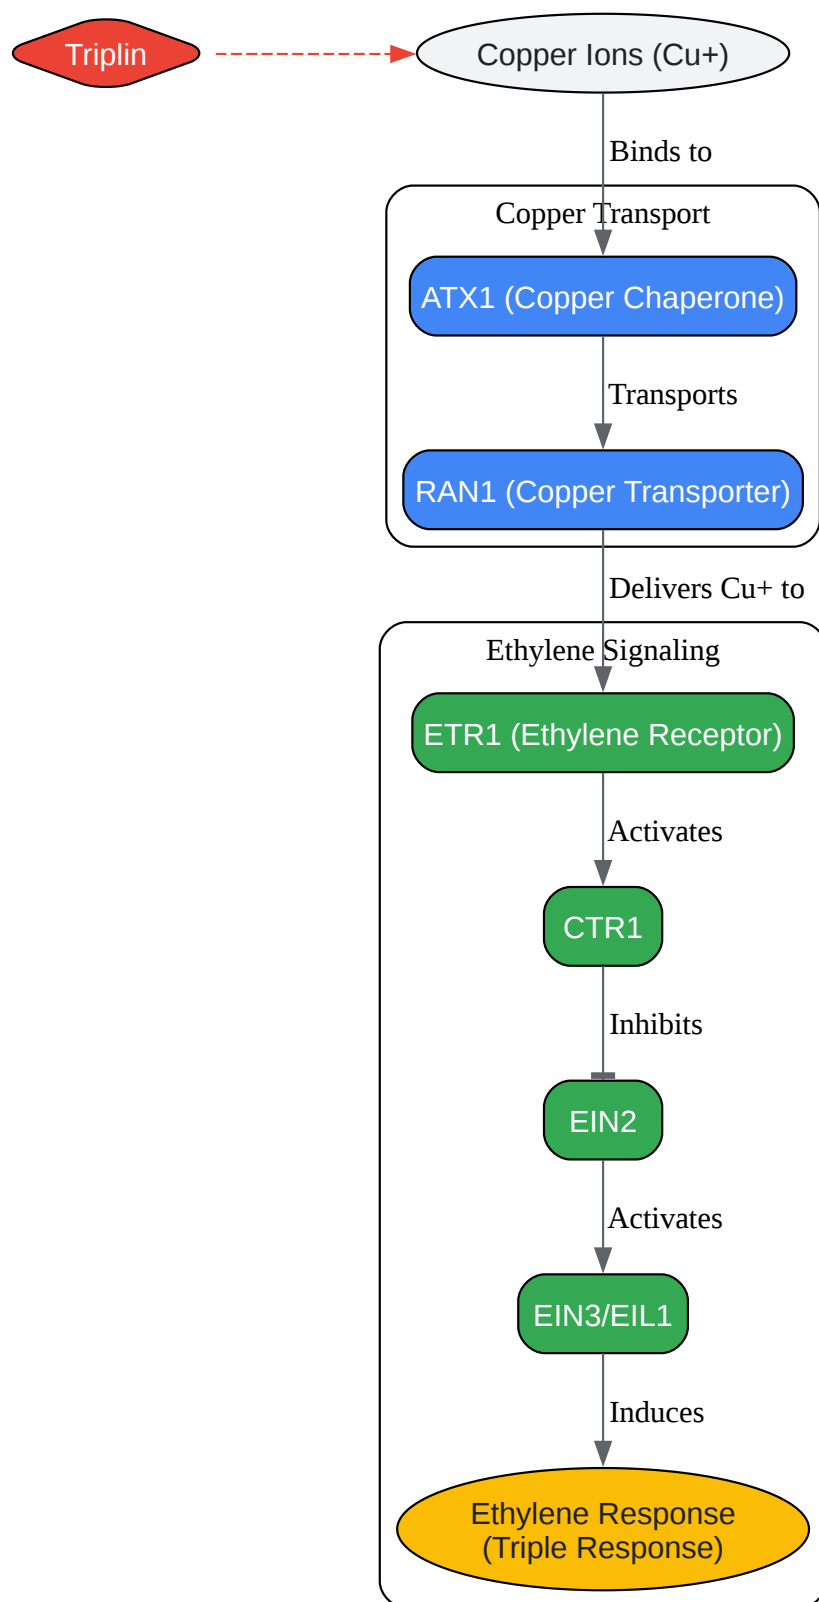 Triplin
Copper Ions (Cu+)
Binds to
Copper Transport
ATX1 (Copper Chaperone)
Transports
RAN1 (Copper Transporter)
Delivers Cu+ to
Ethylene Signaling
ETR1 (Ethylene Receptor)
Activates
CTR1
Inhibits
EIN2
Activates
EIN3/EIL1
Induces
Ethylene Response
(Triple Response)